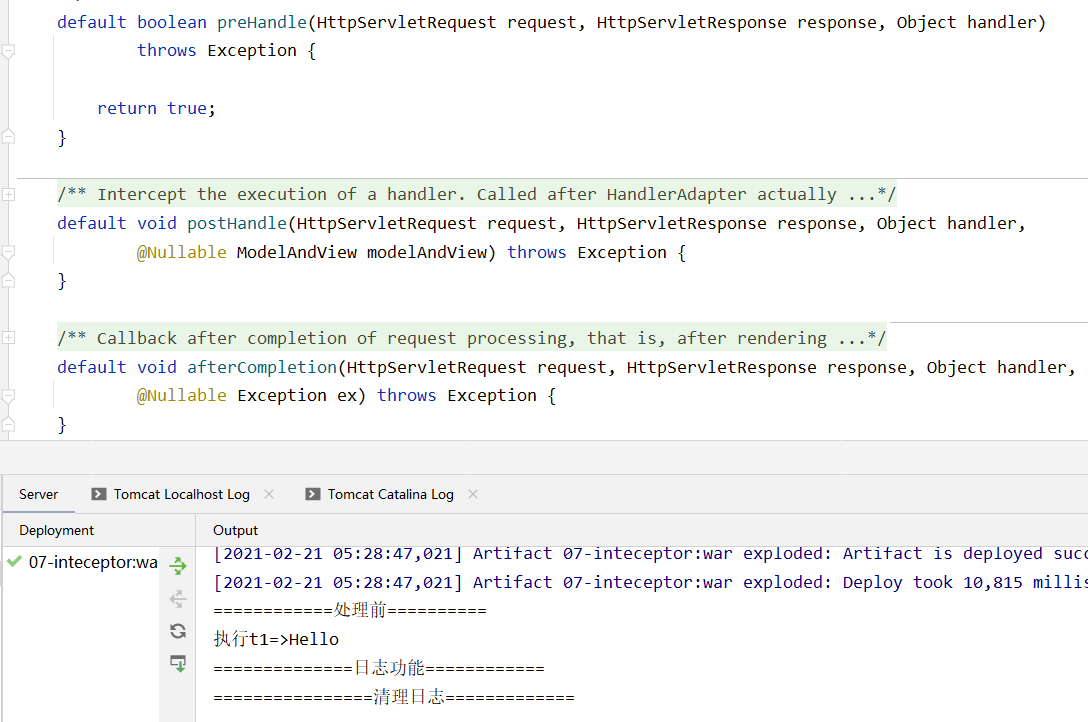 default boolean preHandle(HttpServletRequest request, HttpServletResponse response, Object handler)
throws Exception {
return true;
}
/** Intercept the execution of a handler. Called after HandlerAdapter actually ...*/
default void postHandle(HttpServletRequest request, HttpServletResponse response, Object handler,
@Nullable ModelAndView modelAndView) throws Exception {
}
/** Callback after completion of request processing, that is, after rendering ...*/
default void afterCompletion(HttpServletRequest request, HttpServletResponse response, Object handler,
@Nullable Exception ex) throws Exception {
}
Server Tomcat Localhost Log Tomcat Catalina Log
Deployment Output
07-inteceptor:wa
[2021-02-21 05:28:47,021] Artifact 07-inteceptor:war exploded: Artifact is deployed succ
[2021-02-21 05:28:47,021] Artifact 07-inteceptor:war exploded: Deploy took 10,815 millis
============处理前==========
执行t1=>Hello
==============日志功能============
================清理日志=============